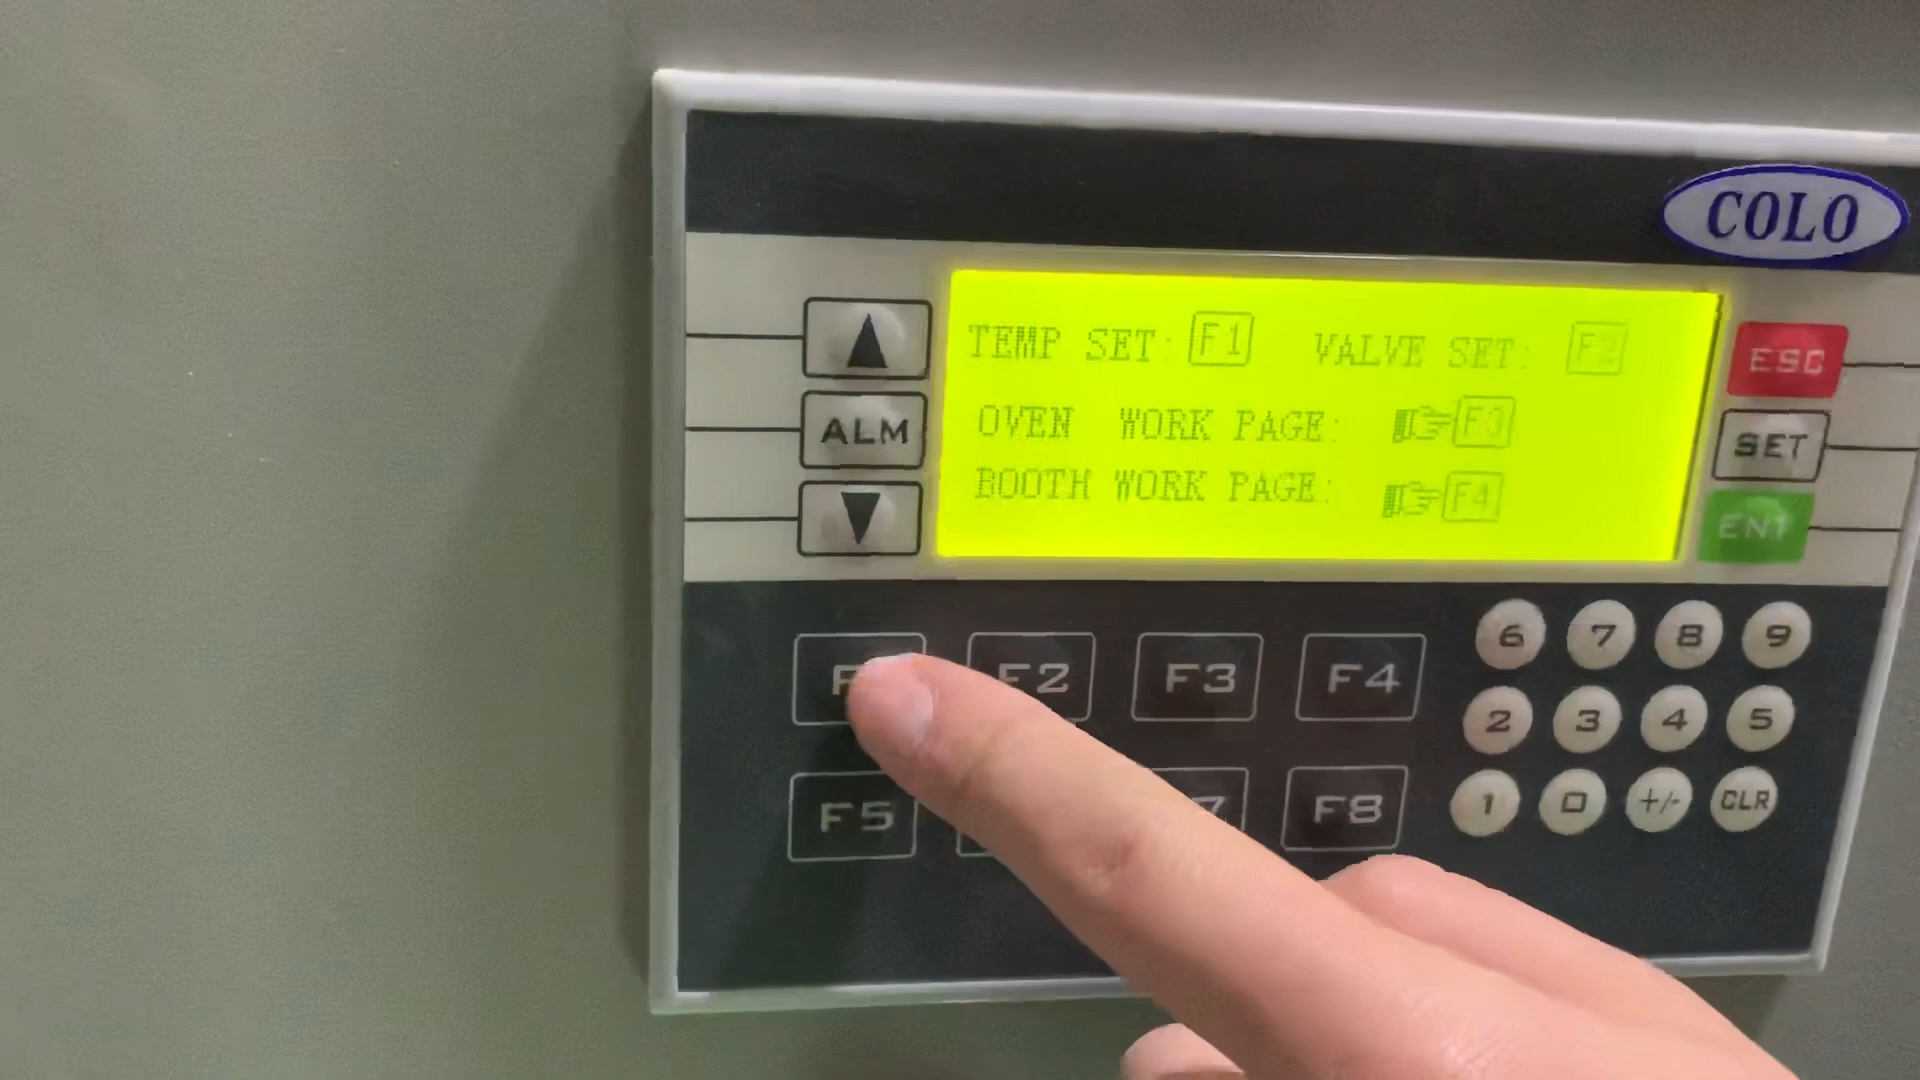 COLO
TEMP SET: F1 VALVE SET: F2
OVEN WORK PAGE: F3
BOOTH WORK PAGE: F4
ALM
ESC
SET
ENT
F2 F3 F4
F5 F8
6 7 8 9
2 3 4 5
1 0 +/- CLR